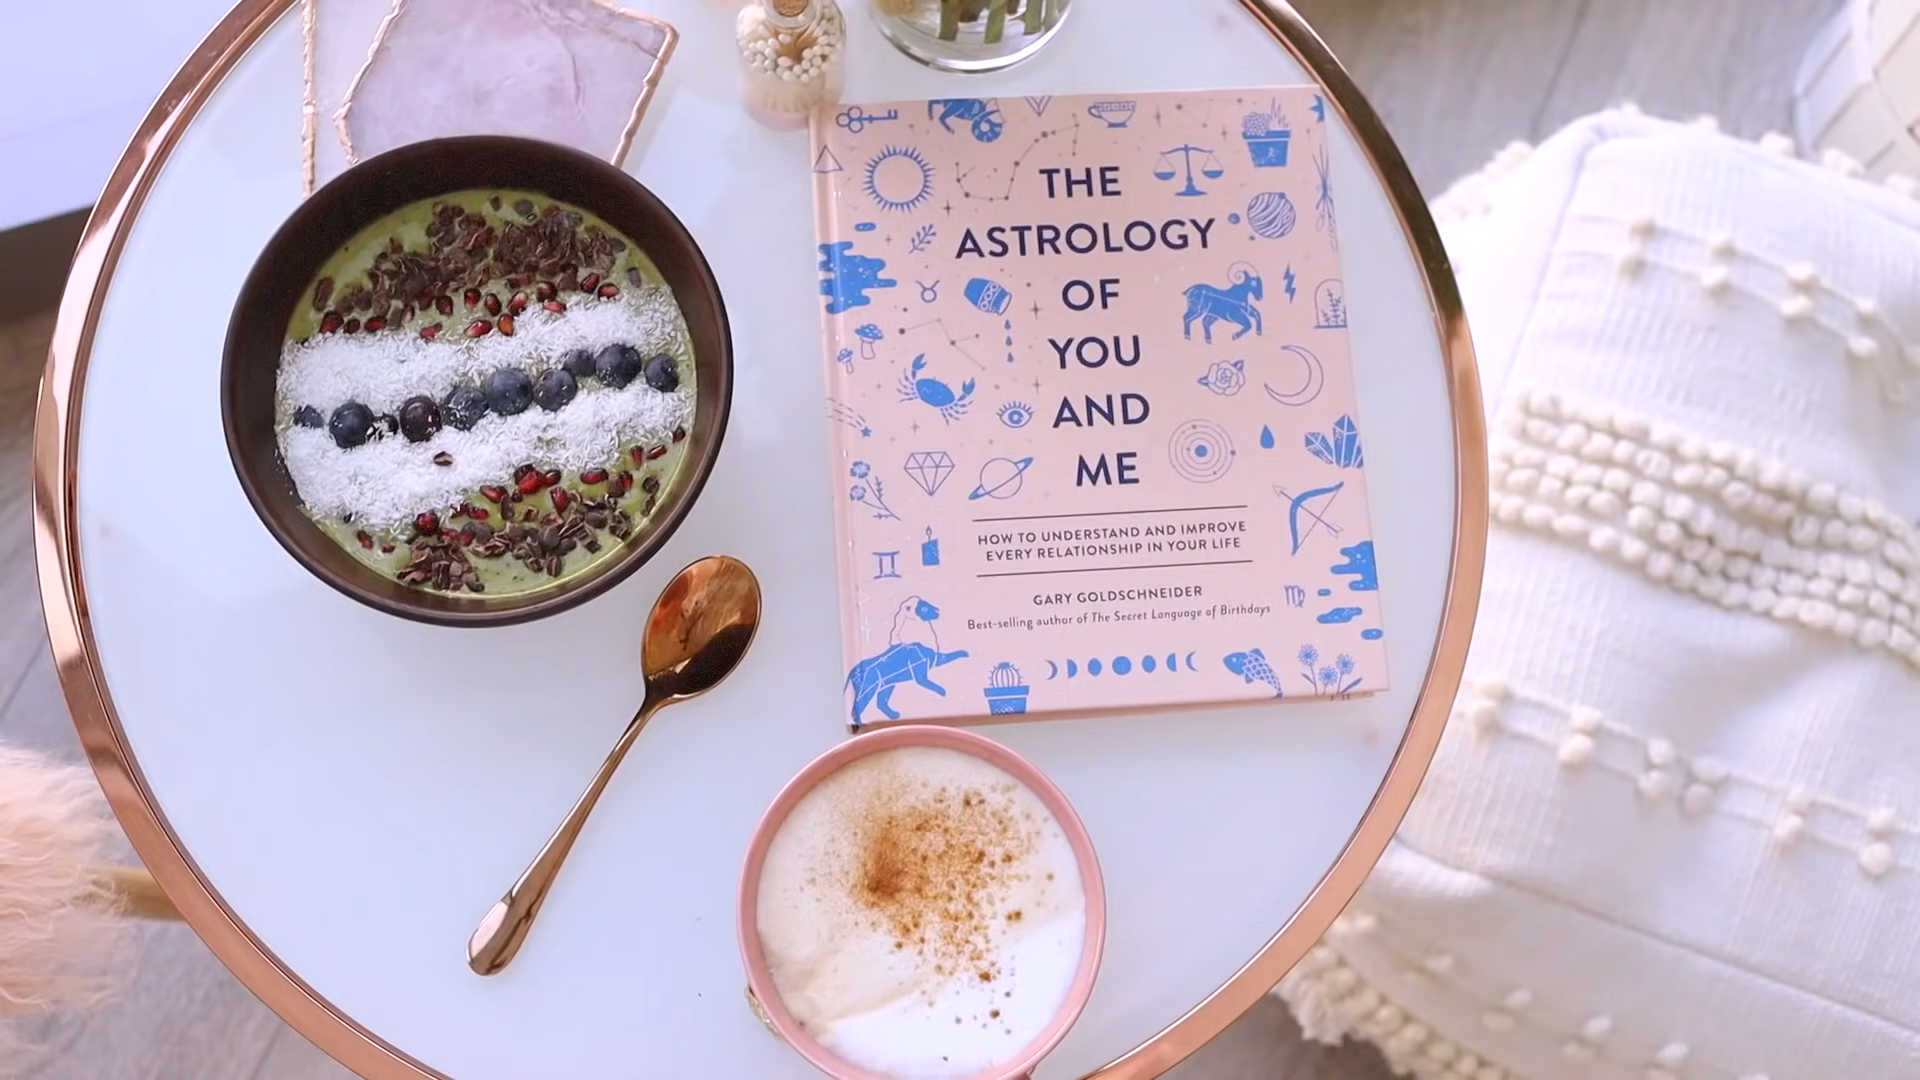 THE
ASTROLOGY
OF
YOU
AND
ME
HOW TO UNDERSTAND AND IMPROVE
EVERY RELATIONSHIP IN YOUR LIFE
GARY GOLDSCHNEIDER
Best-selling author of The Secret Language of Birthdays